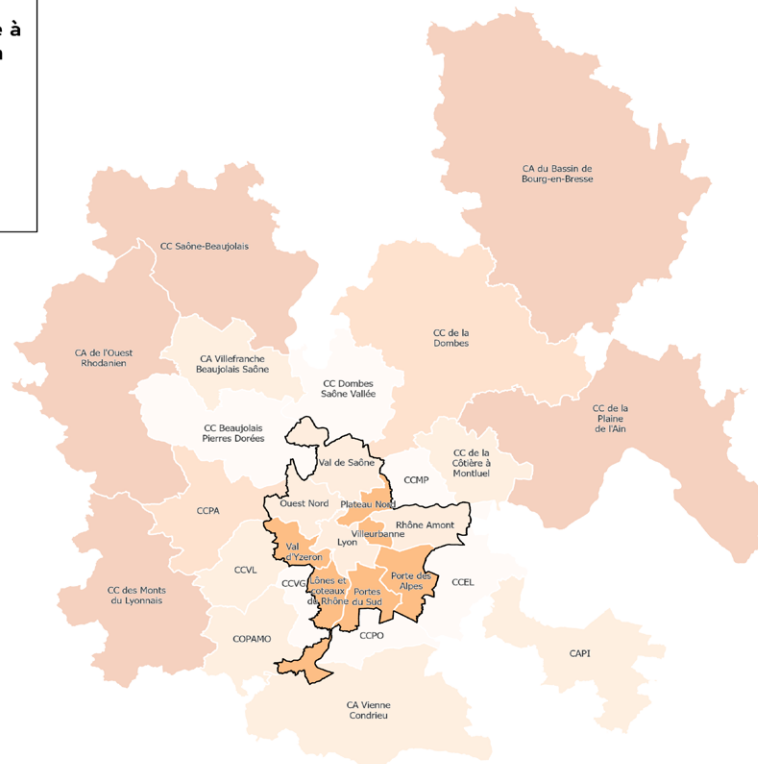 à
CA du Bassin de
Bourg-en-Bresse
CC Saône-Beaujolais
CC de la
Dombes
CA de l'Ouest
Rhodanien
CA Villefranche
Beaujolais Saône
CC Dombes
Saône Vallée
CC de la
Plaine
de l'Ain
CC Beaujolais
Pierres Dorées
CC de la
Côtière à
Montluel
Val de Saône
CCMP
Ouest Nord
Plateau Nord
CCPA
Rhône Amont
Villeurbanne
Lyon
Val
d'Yzeron
CCVL
CCVG
Lônes et
coteaux
du Rhône
Portes
du Sud
Porte des
Alpes
CCEL
CC des Monts
du Lyonnais
COPAMO
CCPO
CAPI
CA Vienne
Condrieu